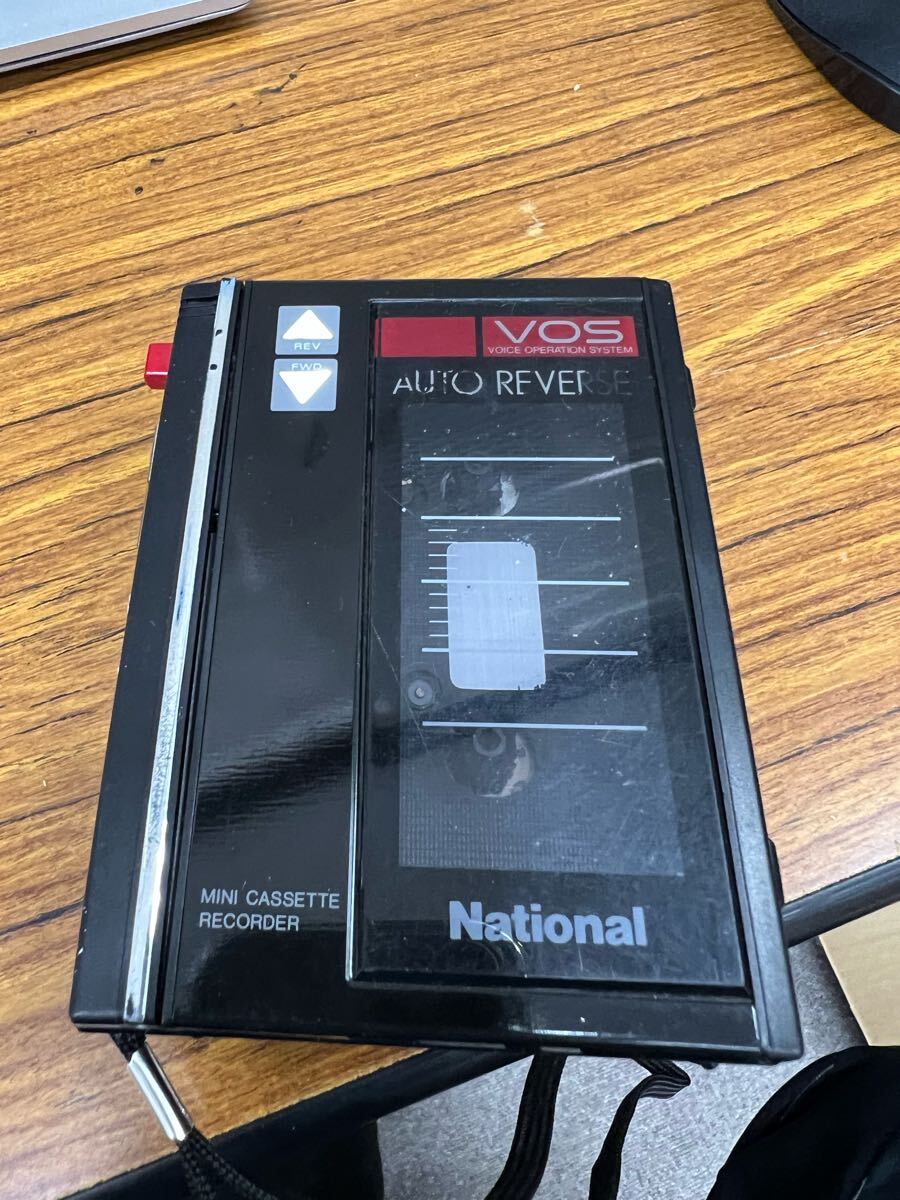 REV
FWD
VOS
VOICE OPERATION SYSTEM
AUTO REVERSE
MINI CASSETTE
RECORDER
National